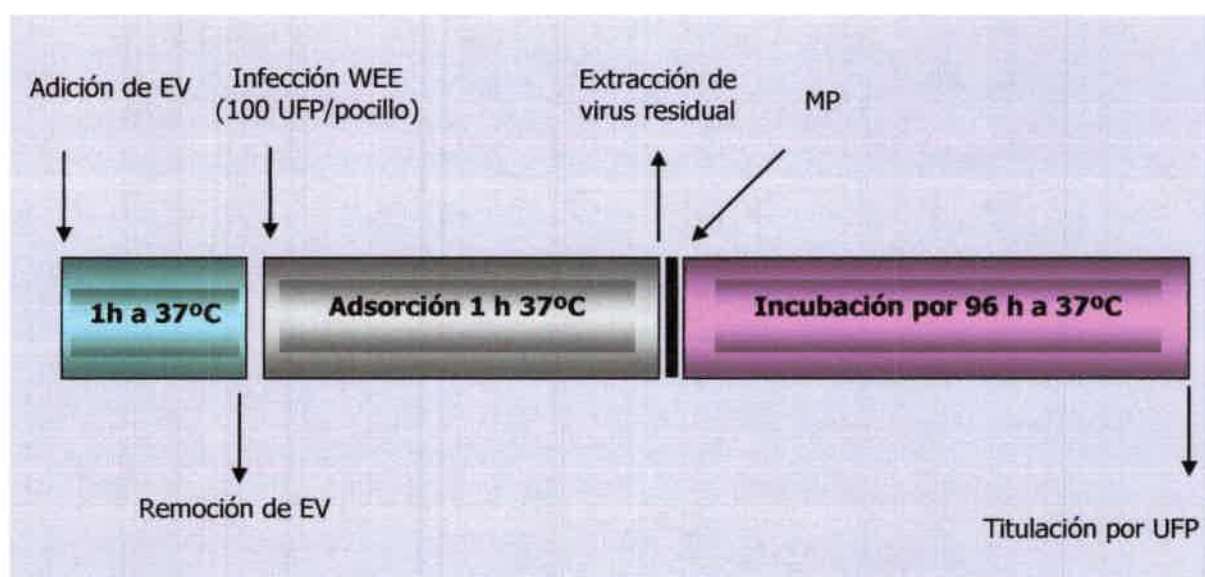 Adición de EV
Infección WEE
(100 UFP/pocillo)
Extracción de
virus residual
MP
1h a 37ºC
Adsorción 1 h 37ºC
Incubación por 96 h a 37ºC
Remoción de EV
Titulación por UFP